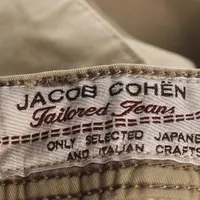 JACOB COHËN
Tailored Jeans
ONLY SELECTED JAPANE
AND ITALIAN CRAFTS